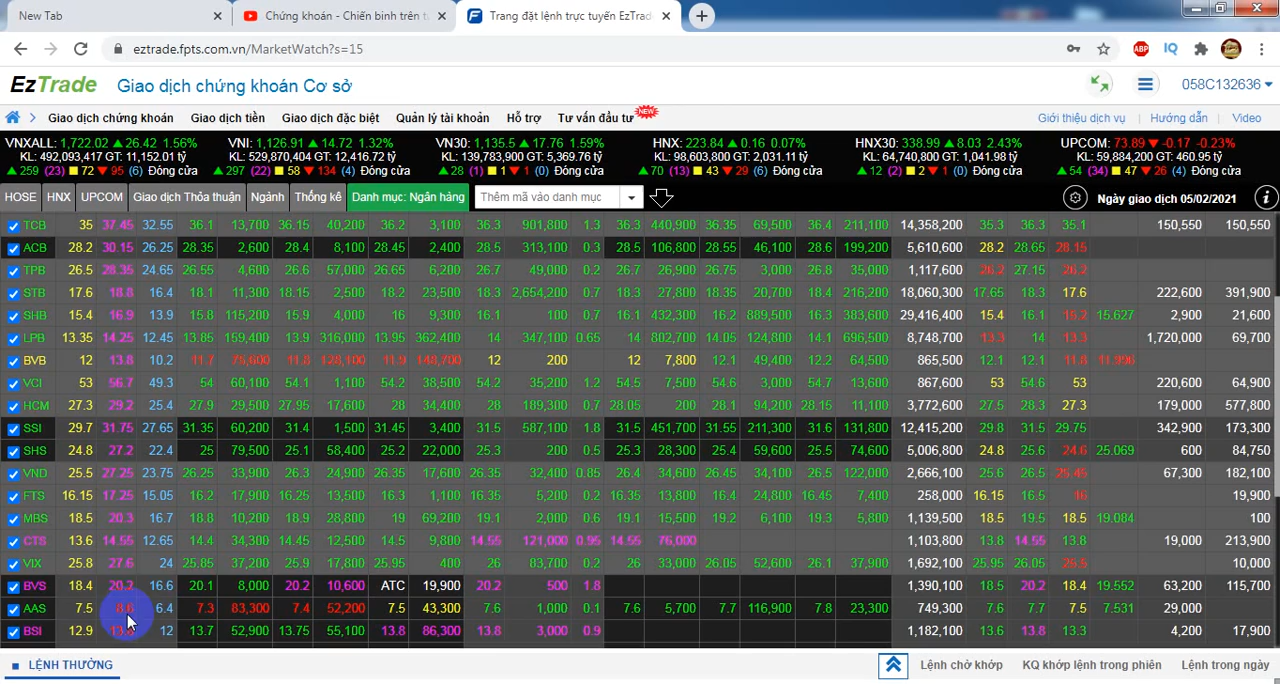 New Tab
Chứng khoán - Chiến binh trên t
Trang đặt lệnh trực tuyến EzTrad
eztrade.fpts.com.vn/MarketWatch?s=15
ABP
IQ
EzTrade Giao dịch chứng khoán Cơ sở
058C132636
Giao dịch chứng khoán Giao dịch tiền Giao dịch đặc biệt Quản lý tài khoản Hỗ trợ Tư vấn đầu tư NEW Giới thiệu dịch vụ Hướng dẫn Video
VNXALL: 1,722.02 ▲ 26.42 1.56% VNI: 1,126.91 ▲ 14.72 1.32% VN30: 1,135.5 ▲ 17.76 1.59% HNX: 223.84 ▲ 0.16 0.07% HNX30: 338.99 ▲ 8.03 2.43% UPCOM: 73.89 ▼ -0.17 -0.23%
KL: 492,093,417 GT: 11,152.01 tỷ KL: 529,870,404 GT: 12,416.72 tỷ KL: 139,783,900 GT: 5,369.76 tỷ KL: 98,603,800 GT: 2,031.11 tỷ KL: 64,740,800 GT: 1,041.98 tỷ KL: 59,884,200 GT: 460.95 tỷ
▲ 259 (23) ■ 72 ▼ 95 (6) Đóng cửa ▲ 297 (22) ■ 58 ▼ 134 (4) Đóng cửa ▲ 28 (1) ■ 1 ▼ 1 (0) Đóng cửa ▲ 70 (13) ■ 43 ▼ 29 (6) Đóng cửa ▲ 12 (2) ■ 2 ▼ 1 (0) Đóng cửa ▲ 54 (34) ■ 47 ▼ 26 (4) Đóng cửa
HOSE HNX UPCOM Giao dịch Thỏa thuận Ngành Thống kê Danh mục: Ngân hàng Thêm mã vào danh mục Ngày giao dịch 05/02/2021
TCB 35 37.45 32.55 36.1 13,700 36.15 40,200 36.2 3,100 36.3 901,800 1.3 36.3 440,900 36.35 69,500 36.4 211,100 14,358,200 35.3 36.3 35.1 150,550 150,550
ACB 28.2 30.15 26.25 28.35 2,600 28.4 8,100 28.45 2,400 28.5 313,100 0.3 28.5 106,800 28.55 46,100 28.6 199,200 5,610,600 28.2 28.65 28.15
TPB 26.5 28.35 24.65 26.55 4,600 26.6 57,000 26.65 6,200 26.7 49,000 0.2 26.7 26,900 26.75 3,000 26.8 35,000 1,117,600 26.2 27.15 26.2
STB 17.6 18.8 16.4 18.1 11,300 18.15 2,500 18.2 23,500 18.3 2,654,200 0.7 18.3 27,800 18.35 20,700 18.4 216,200 18,060,300 17.65 18.3 17.6 222,600 391,900
SHB 15.4 16.9 13.9 15.8 115,200 15.9 4,000 16 9,300 16.1 100 0.7 16.1 432,300 16.2 889,500 16.3 383,600 29,416,400 15.4 16.1 15.2 15.627 2,900 21,600
LPB 13.35 14.25 12.45 13.85 159,400 13.9 316,000 13.95 362,400 14 347,100 0.65 14 802,700 14.05 124,800 14.1 696,500 8,748,700 13.3 14 13.3 1,720,000 69,700
BVB 12 13.8 10.2 11.7 75,600 11.8 128,100 11.9 148,700 12 200 12 7,800 12.1 49,400 12.2 64,500 865,500 12.1 12.1 11.8 11.996
VCI 53 56.7 49.3 54 60,100 54.1 1,100 54.2 38,500 54.2 35,200 1.2 54.5 7,500 54.6 3,000 54.7 13,600 867,600 53 54.6 53 220,600 64,900
HCM 27.3 29.2 25.4 27.9 29,500 27.95 17,600 28 34,400 28 189,300 0.7 28.05 200 28.1 94,200 28.15 11,100 3,772,600 27.5 28.3 27.3 179,000 577,800
SSI 29.7 31.75 27.65 31.35 60,200 31.4 1,500 31.45 3,400 31.5 587,100 1.8 31.5 451,700 31.55 211,300 31.6 131,800 12,415,200 29.8 31.5 29.75 342,900 173,300
SHS 24.8 27.2 22.4 25 79,500 25.1 58,400 25.2 22,000 25.3 200 0.5 25.3 28,300 25.4 59,600 25.5 74,600 5,006,800 24.8 25.6 24.6 25.069 600 84,750
VND 25.5 27.25 23.75 26.25 33,900 26.3 24,900 26.35 17,600 26.35 32,400 0.85 26.4 34,600 26.45 34,100 26.5 122,000 2,666,100 25.6 26.5 25.45 67,300 182,100
FTS 16.15 17.25 15.05 16.2 17,900 16.25 13,500 16.3 1,100 16.35 5,200 0.2 16.35 13,800 16.4 24,800 16.45 7,400 258,000 16.15 16.5 16 19,900
MBS 18.5 20.3 16.7 18.8 10,200 18.9 28,800 19 69,200 19.1 2,000 0.6 19.1 15,500 19.2 6,100 19.3 5,800 1,139,500 18.5 19.5 18.5 19.084 100
CTS 13.6 14.55 12.65 14.4 34,300 14.45 12,500 14.5 9,800 14.55 121,000 0.95 14.55 76,000 1,103,800 13.8 14.55 13.8 19,000 213,900
VIX 25.8 27.6 24 25.85 37,200 25.9 17,800 25.95 400 26 83,700 0.2 26 33,000 26.05 52,600 26.1 37,900 1,692,100 25.95 26.05 25.5 10,000
BVS 18.4 20.2 16.6 20.1 8,000 20.2 10,600 ATC 19,900 20.2 500 1.8 1,390,100 18.5 20.2 18.4 19.552 63,200 115,700
AAS 7.5 8.6 6.4 7.3 83,300 7.4 52,200 7.5 43,300 7.6 1,000 0.1 7.6 5,700 7.7 116,900 7.8 23,300 749,300 7.6 7.7 7.5 7.531 29,000
BSI 12.9 13.8 12 13.7 52,900 13.75 55,100 13.8 86,300 13.8 3,000 0.9 1,182,100 13.6 13.8 13.3 4,200 17,900
LỆNH THƯỜNG Lệnh chờ khớp KQ khớp lệnh trong phiên Lệnh trong ngày